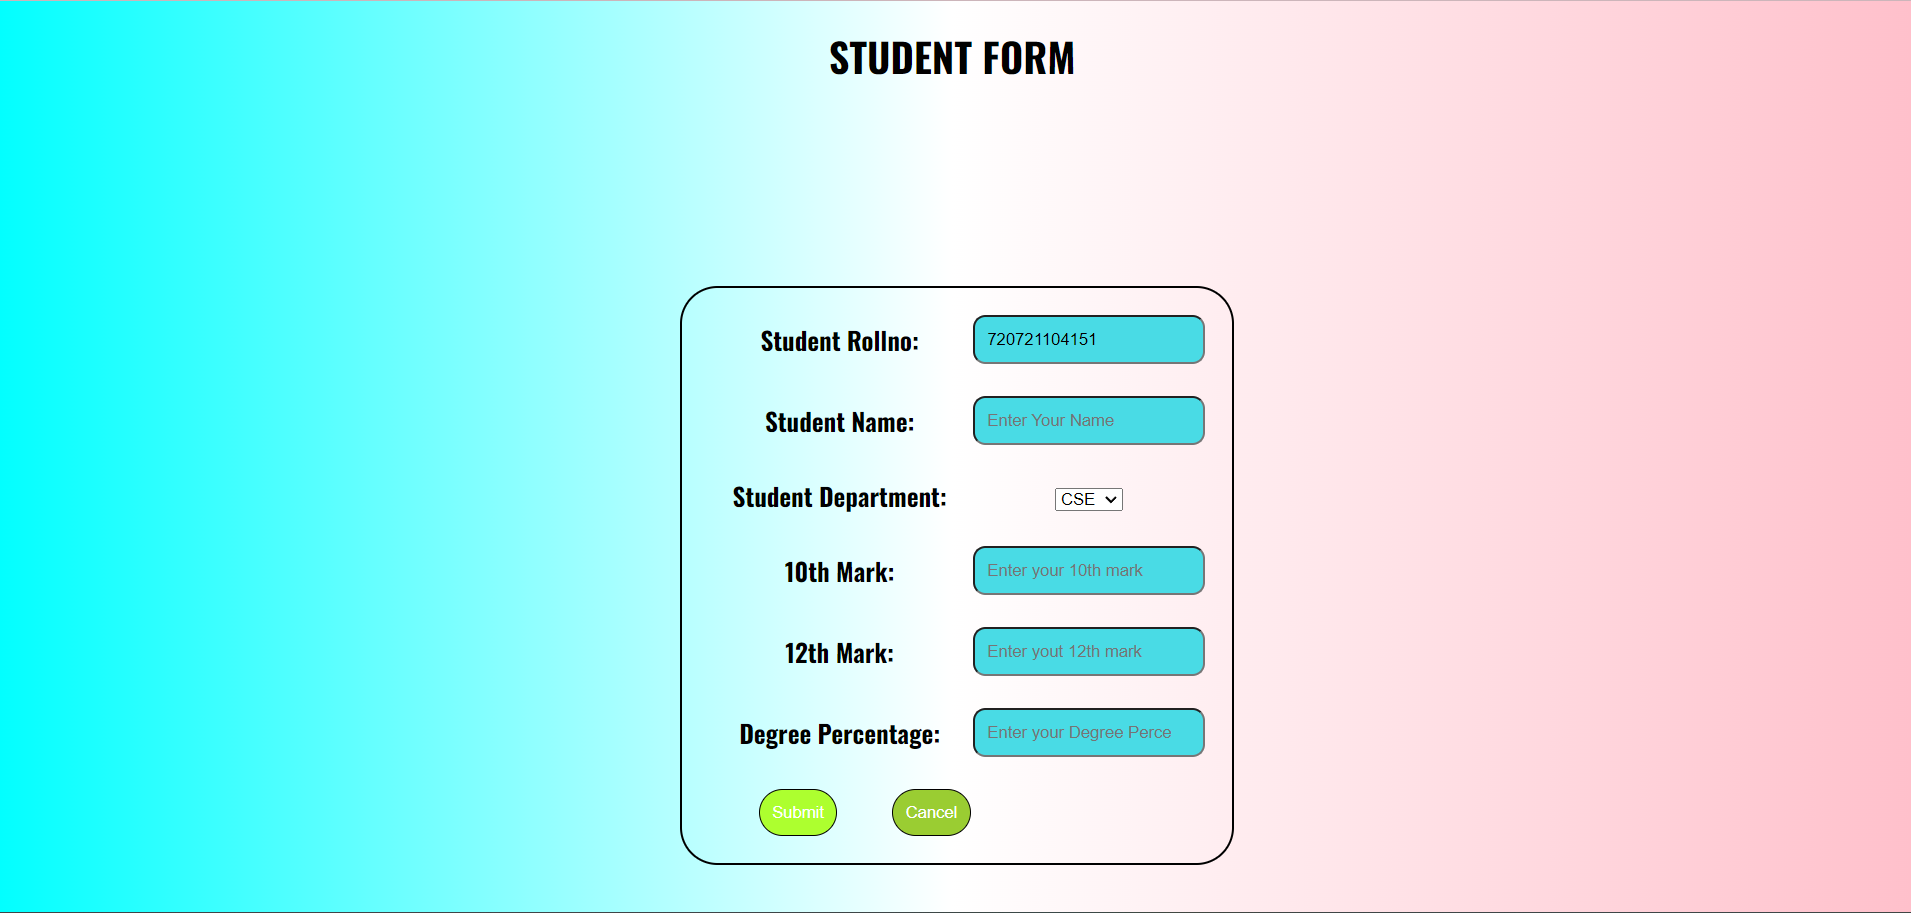 STUDENT FORM
Student Rollno: 720721104151
Student Name: Enter Your Name
Student Department: CSE
10th Mark: Enter your 10th mark
12th Mark: Enter yout 12th mark
Degree Percentage: Enter your Degree Perce
Submit Cancel